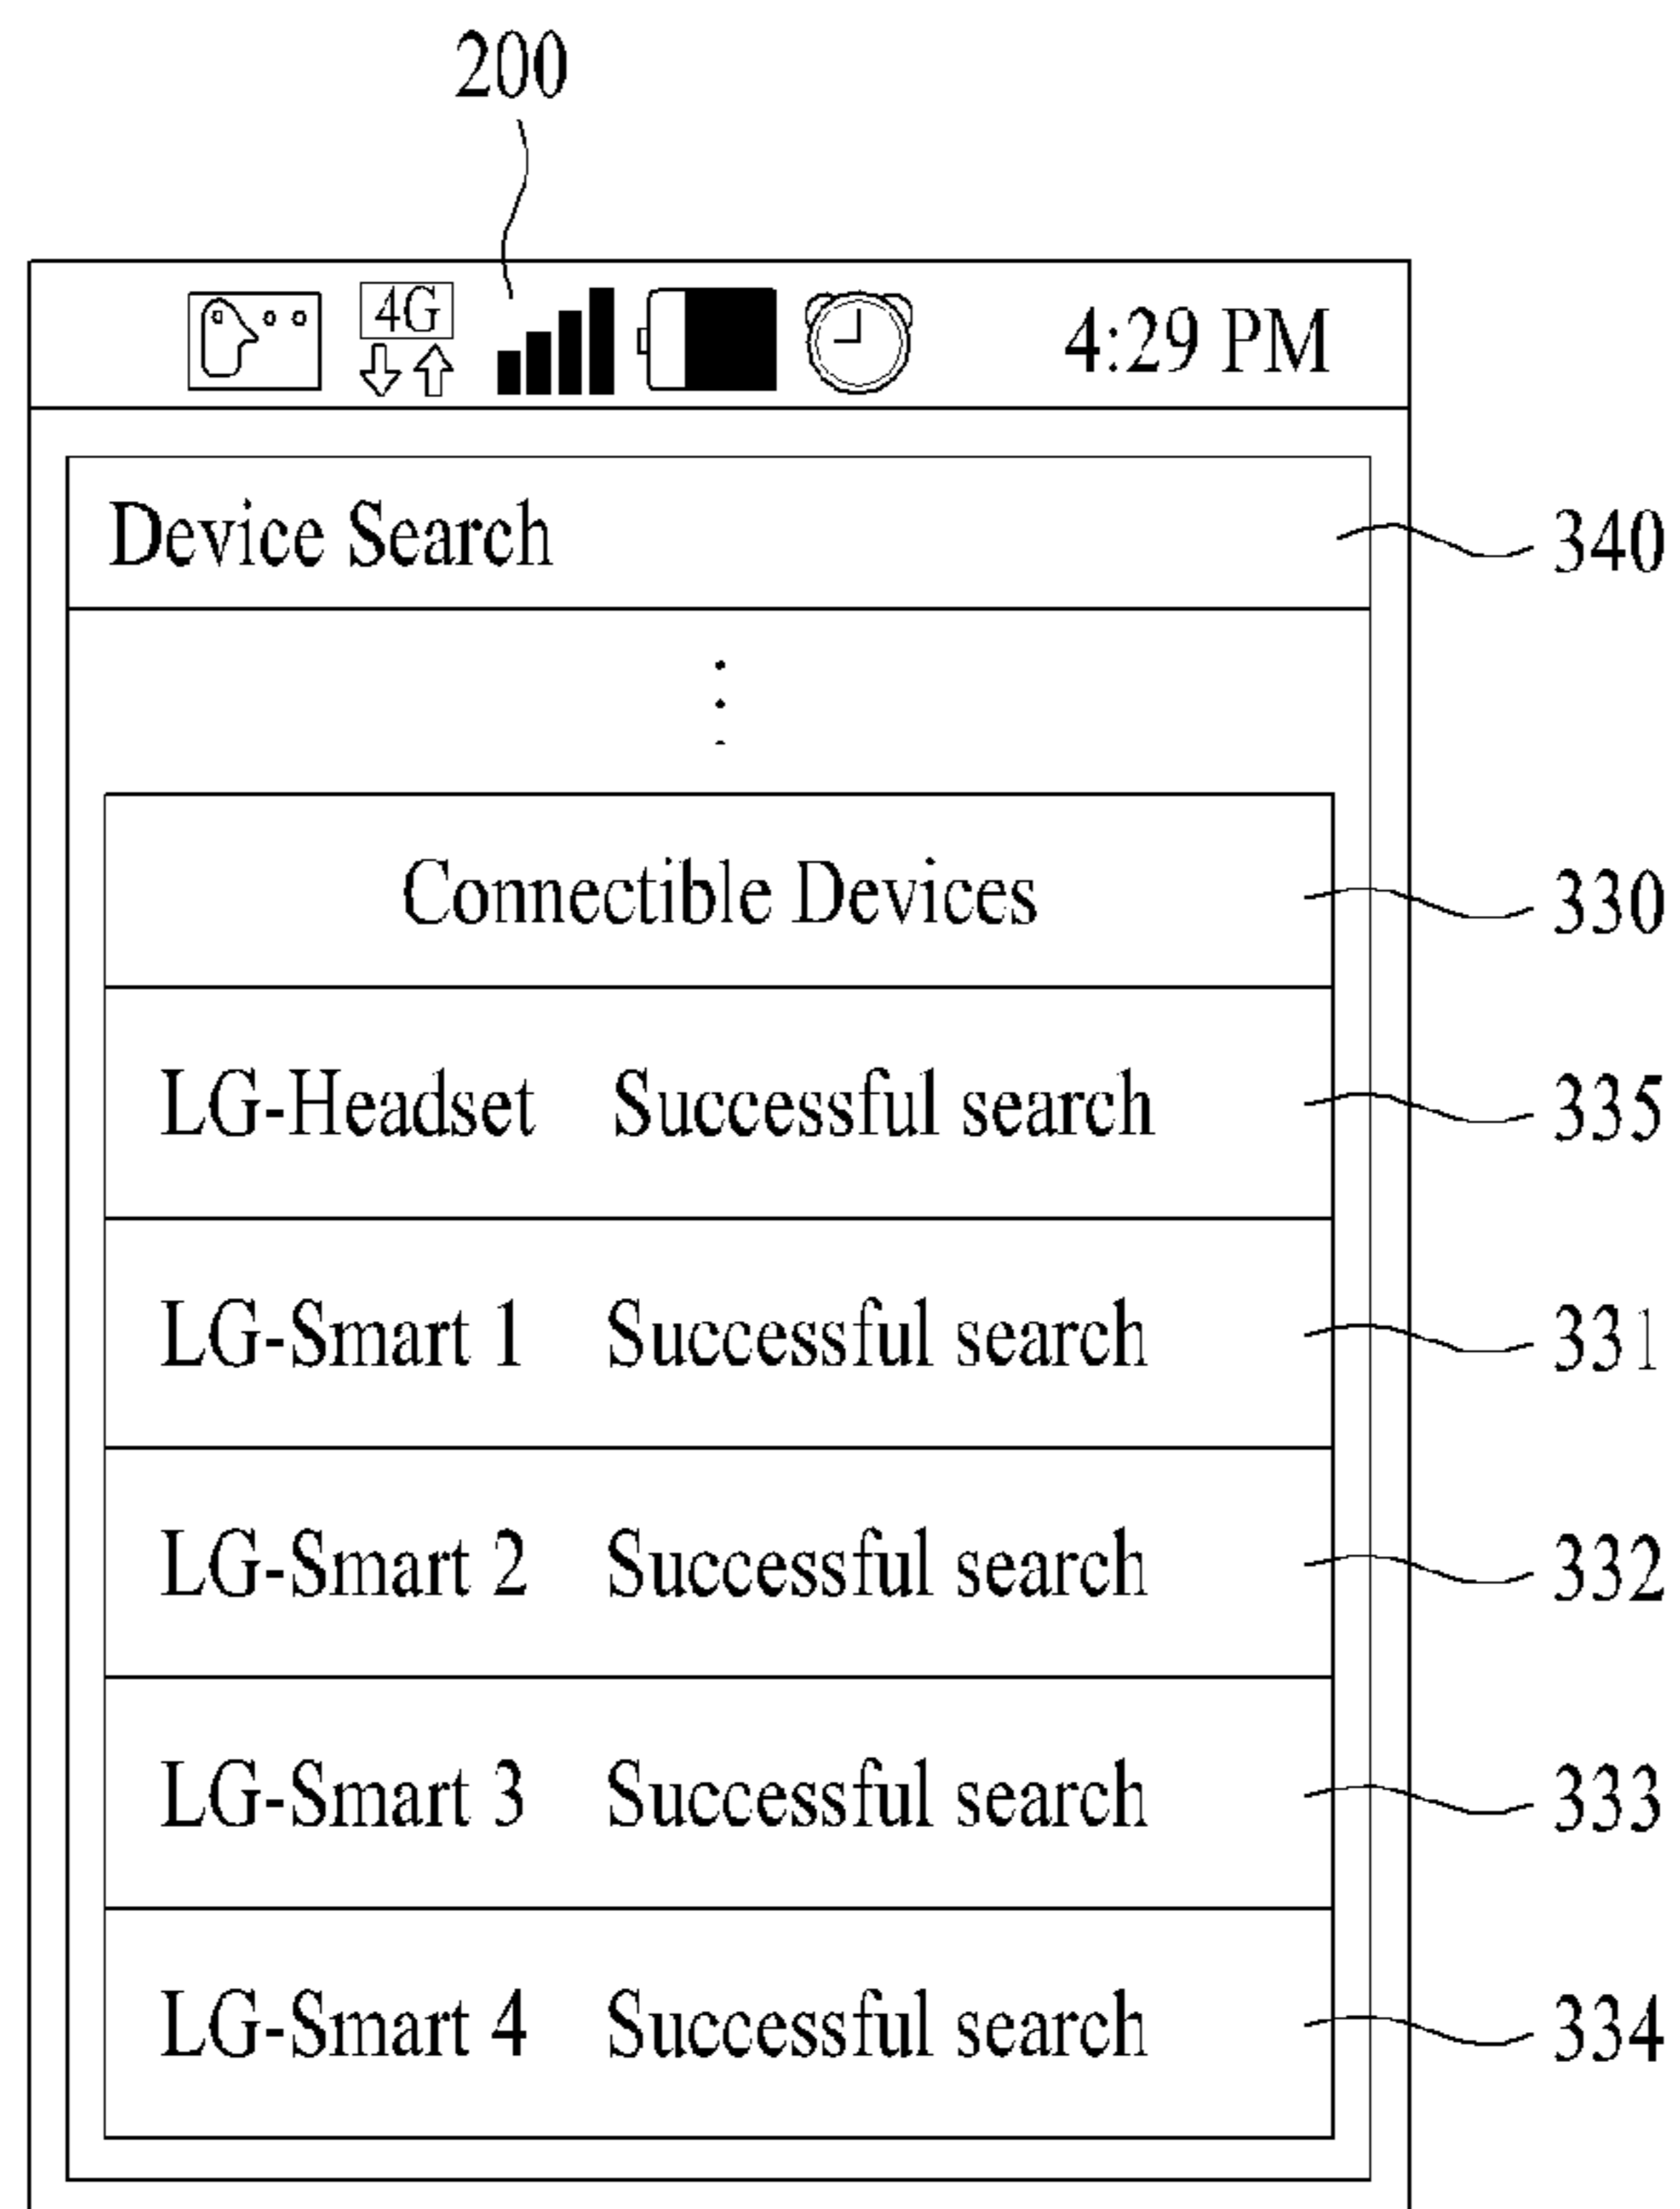 200
4G
4:29 PM
Device Search
340
Connectible Devices
330
LG-Headset Successful search
335
LG-Smart 1 Successful search
331
LG-Smart 2 Successful search
332
LG-Smart 3 Successful search
333
LG-Smart 4 Successful search
334